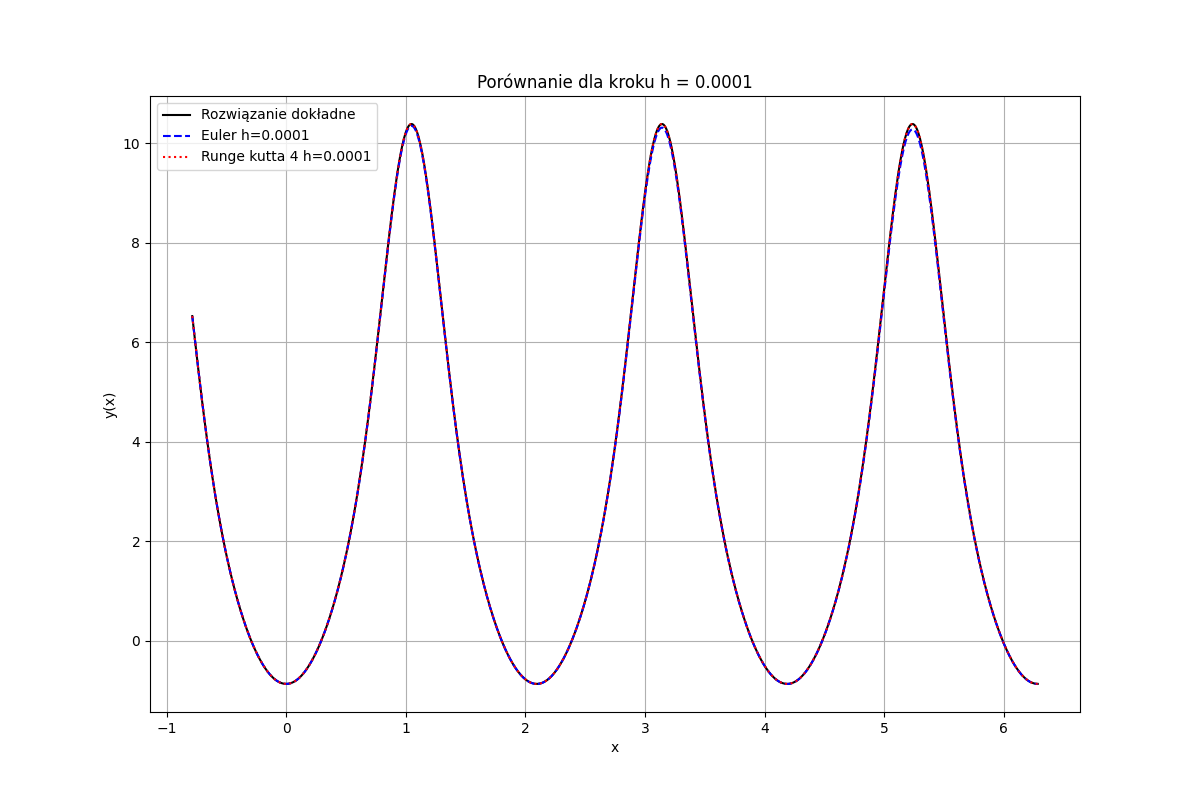 Porównanie dla kroku h = 0.0001
Rozwiązanie dokładne
Euler h=0.0001
Runge kutta 4 h=0.0001
10
8
6
4
2
0
y(x)
−1 0 1 2 3 4 5 6
x